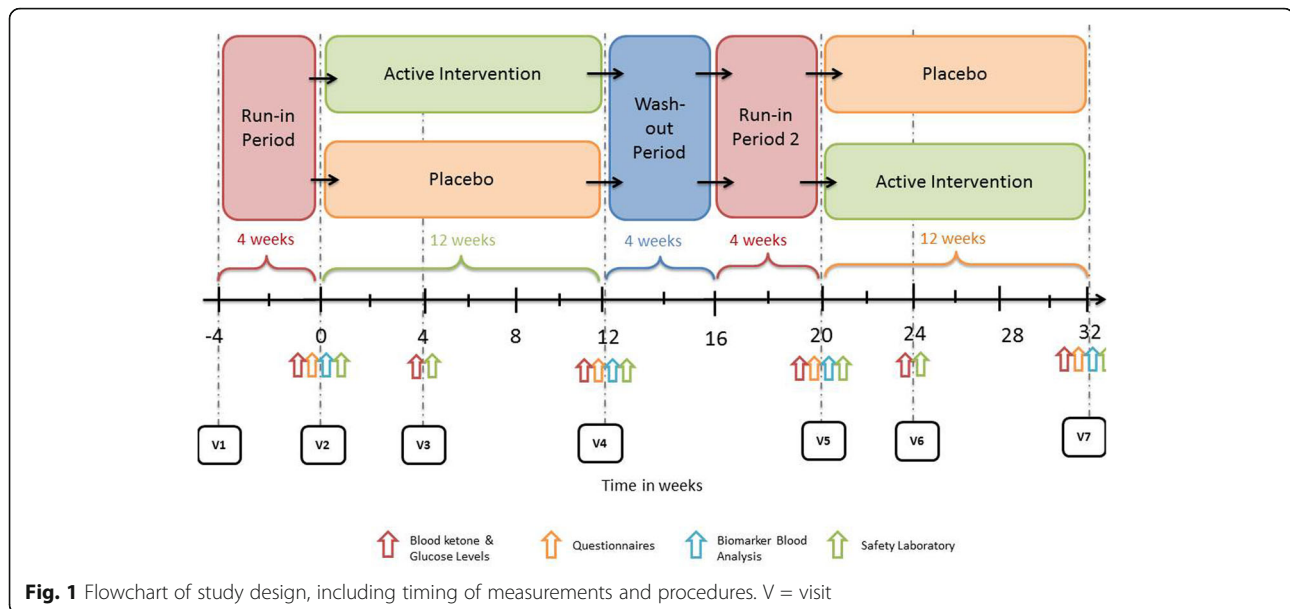 Run-in
Period
Active Intervention
Placebo
Wash-
out
Period
Run-in
Period 2
Placebo
Active Intervention
4 weeks
12 weeks
4 weeks
4 weeks
12 weeks
-4
0
4
8
12
16
20
24
28
32
V1
V2
V3
V4
V5
V6
V7
Time in weeks
Blood ketone &
Glucose Levels
Questionnaires
Biomarker Blood
Analysis
Safety Laboratory
Fig. 1 Flowchart of study design, including timing of measurements and procedures. V = visit